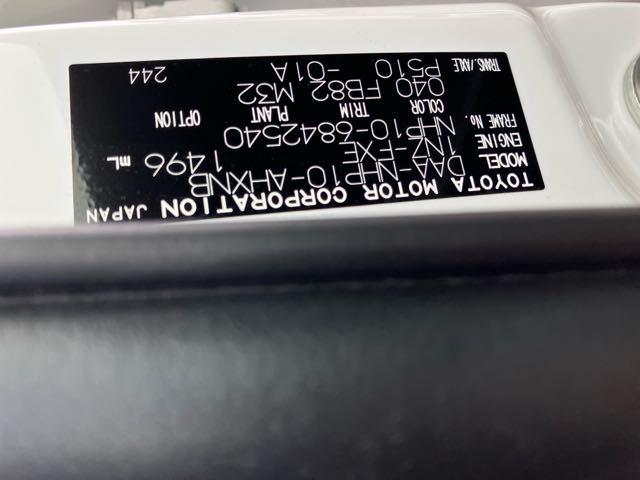 TOYOTA MOTOR CORPORATION JAPAN
MODEL DAA-NHP10-AHXNB
ENGINE 1NZ-FXE 1496 mL
FRAME No. NHP10-6842540
COLOR TRIM PLANT OPTION
040 FB82 M32
TRANS/AXLE P510 -01A 244